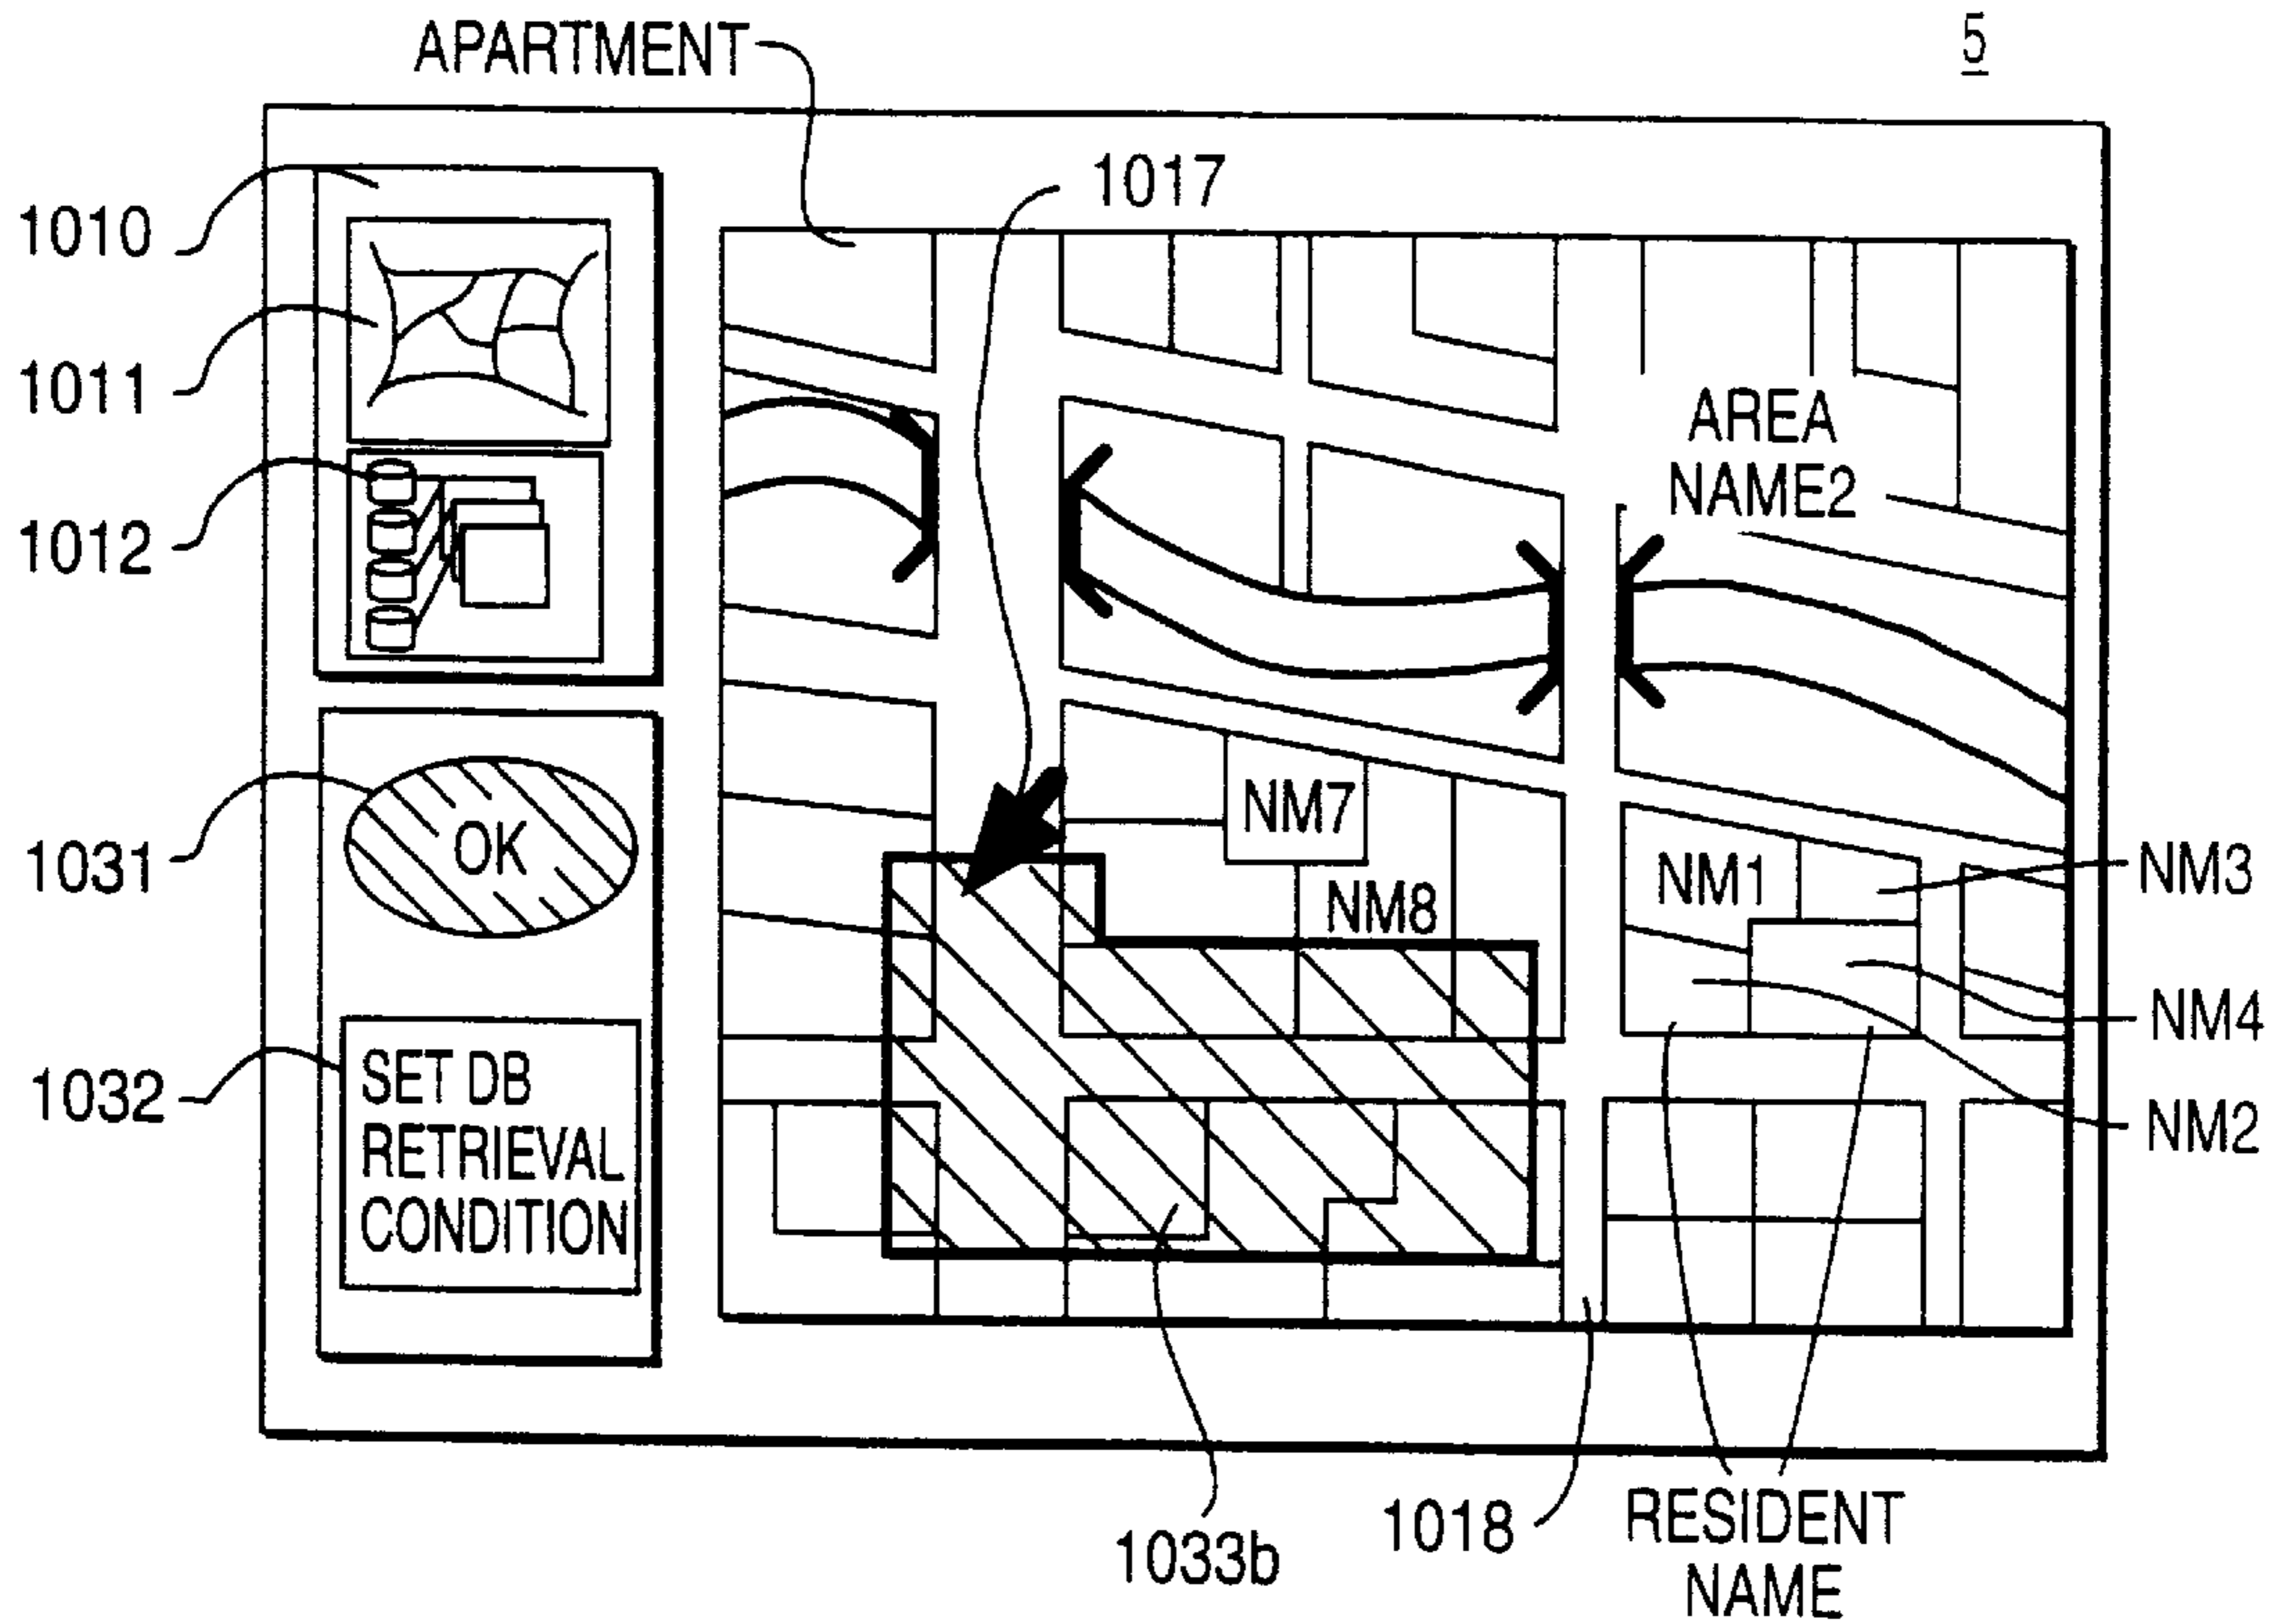 APARTMENT
5
1017
1010
1011
AREA
NAME2
1012
NM7
OK
1031
NM1
NM3
NM8
NM4
SET DB
RETRIEVAL
CONDITION
1032
NM2
1033b
1018
RESIDENT
NAME